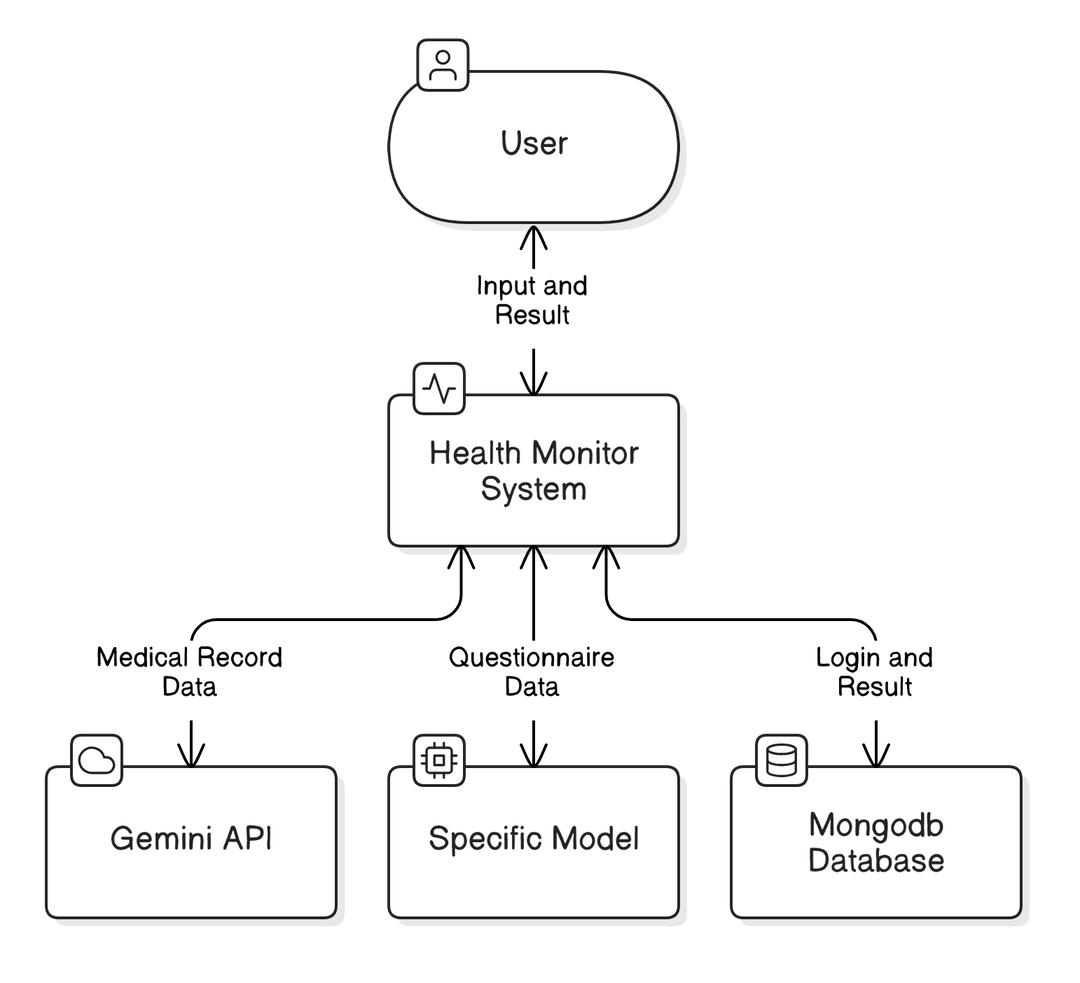 User
Input and
Result
Health Monitor
System
Medical Record
Data
Questionnaire
Data
Login and
Result
Gemini API
Specific Model
Mongodb
Database